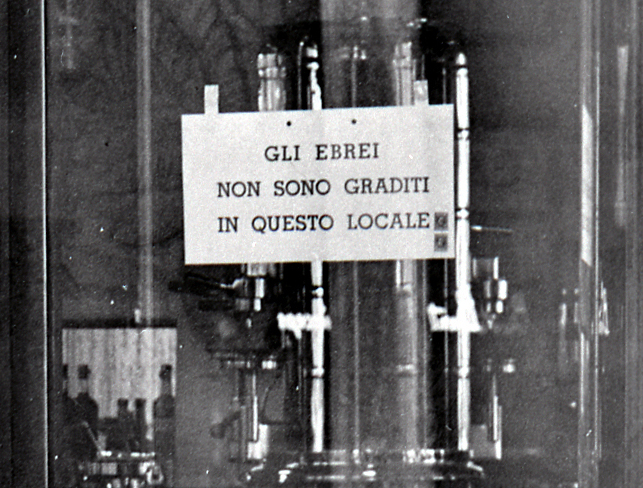 GLI EBREI
NON SONO GRADITI
IN QUESTO LOCALE